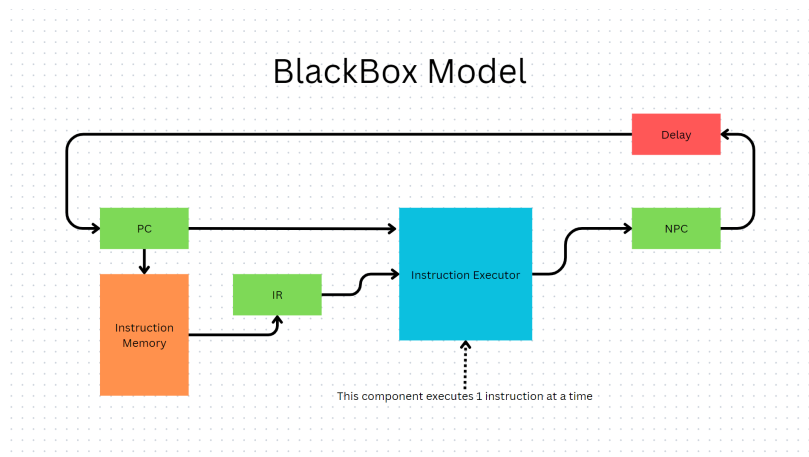 BlackBox Model
Delay
PC
NPC
Instruction Executor
IR
Instruction
Memory
This component executes 1 instruction at a time